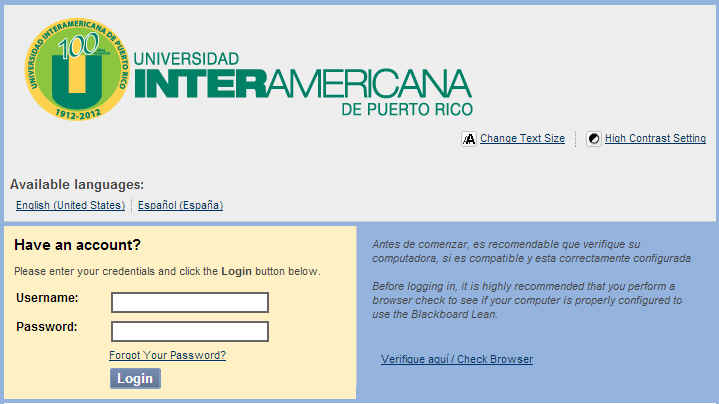 UNIVERSIDAD INTERAMERICANA DE PUERTO RICO
100
1912-2012
UNIVERSIDAD
INTERAMERICANA
DE PUERTO RICO
Change Text Size
High Contrast Setting
Available languages:
English (United States) Español (España)
Have an account?
Please enter your credentials and click the Login button below.
Username:
Password:
Forgot Your Password?
Login
Antes de comenzar, es recomendable que verifique su
computadora, si es compatible y esta correctamente configurada
Before logging in, it is highly recommended that you perform a
browser check to see if your computer is properly configured to
use the Blackboard Lean.
Verifique aquí / Check Browser